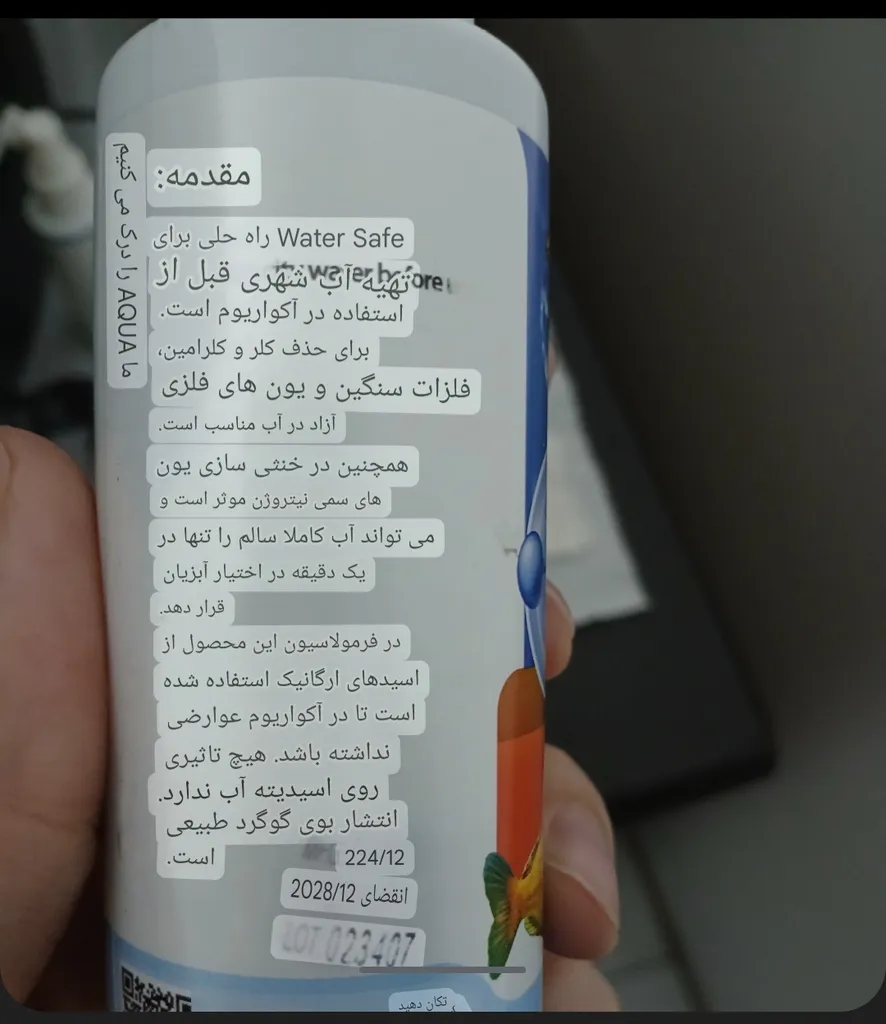 مقدمه:
Water Safe راه حلی برای
تهیه آب شهری قبل از
استفاده در آکواریوم است.
برای حذف کلر و کلرامین،
فلزات سنگین و یون های فلزی
آزاد در آب مناسب است.
همچنین در خنثی سازی یون
های سمی نیتروژن موثر است و
می تواند آب کاملا سالم را تنها در
یک دقیقه در اختیار آبزیان
قرار دهد.
در فرمولاسیون این محصول از
اسیدهای ارگانیک استفاده شده
است تا در آکواریوم عوارضی
نداشته باشد. هیچ تاثیری
روی اسیدیته آب ندارد.
انتشار بوی گوگرد طبیعی
است.
224/12
انقضای 2028/12
LOT 023407
تکان دهید
ما AQUA را درک می کنیم